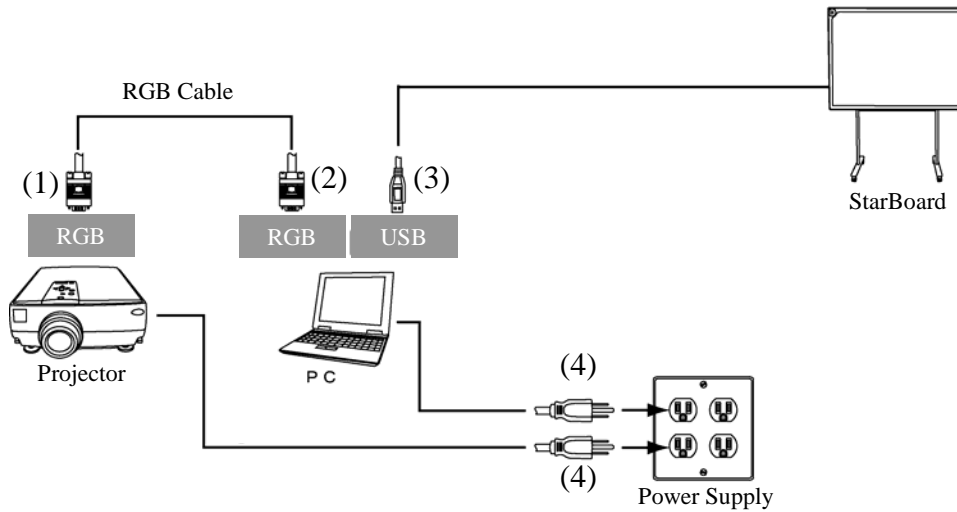 RGB Cable
(1)
(2)
(3)
StarBoard
RGB
RGB
USB
Projector
P C
(4)
(4)
Power Supply